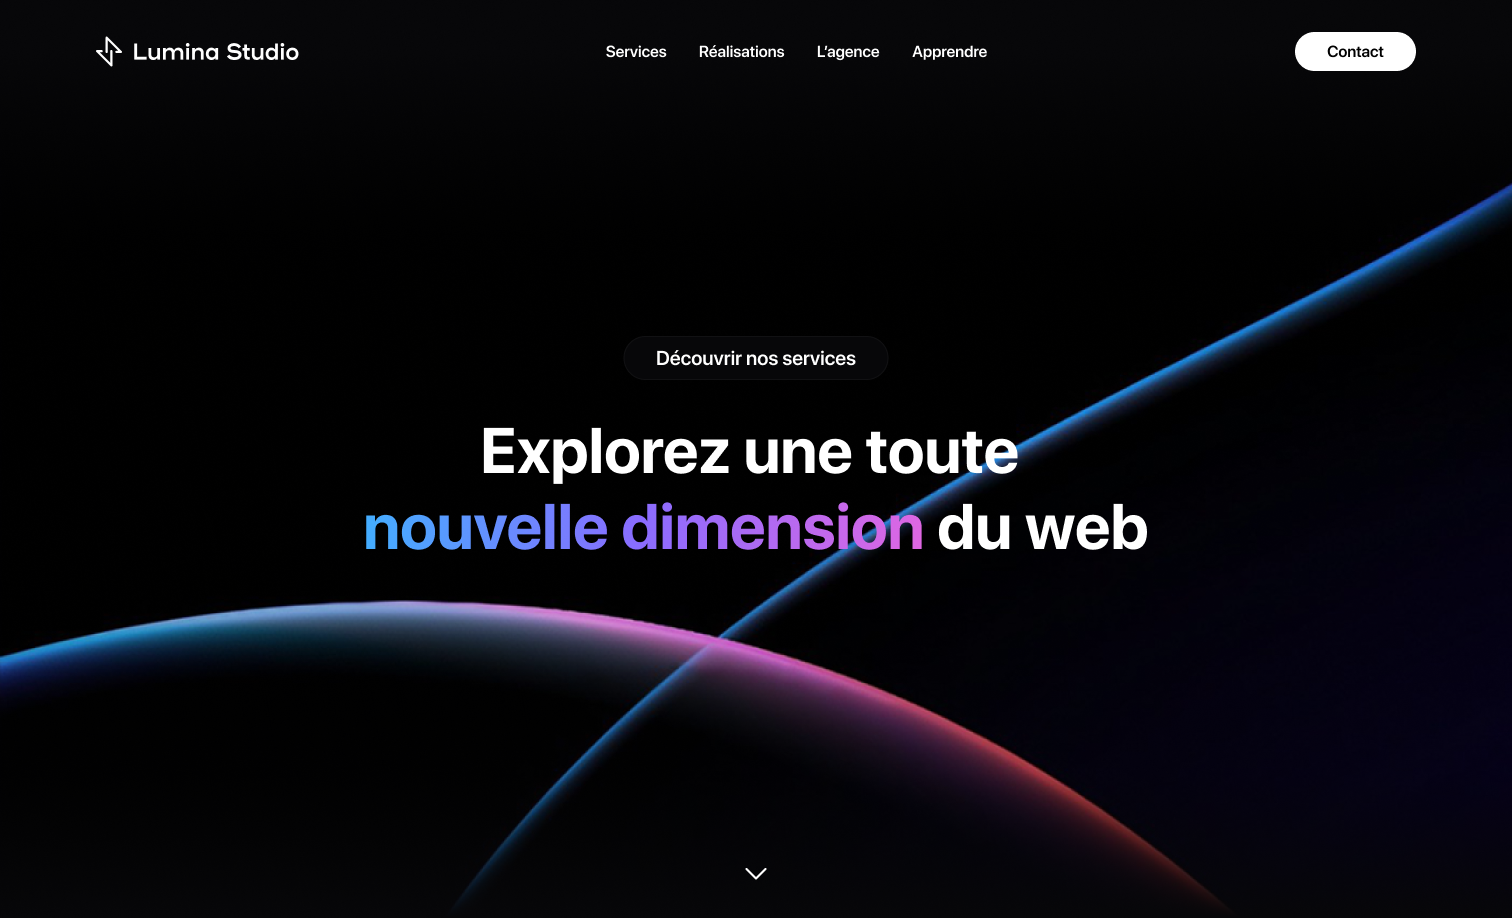 Lumina Studio
Services
Réalisations
L’agence
Apprendre
Contact
Découvrir nos services
Explorez une toute
nouvelle dimension du web